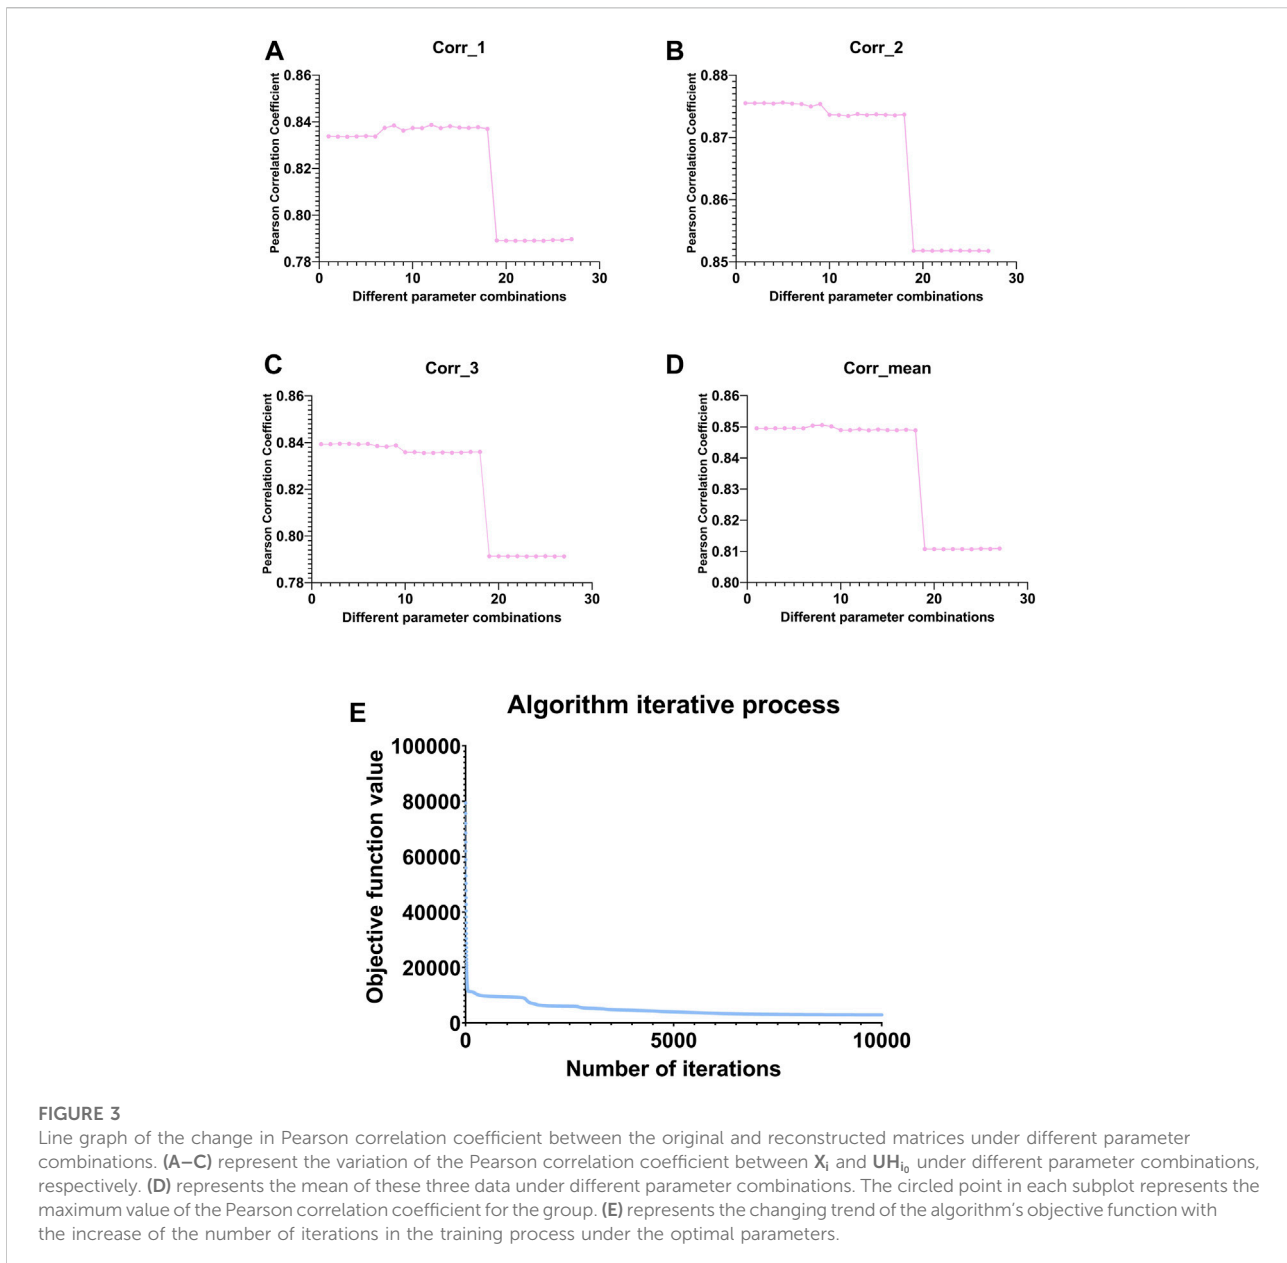 A
Corr_1
Pearson Correlation Coefficient
0.86
0.84
0.82
0.80
0.78
0
10
20
30
Different parameter combinations
B
Corr_2
Pearson Correlation Coefficient
0.88
0.87
0.86
0.85
0
10
20
30
Different parameter combinations
C
Corr_3
Pearson Correlation Coefficient
0.86
0.84
0.82
0.80
0.78
0
10
20
30
Different parameter combinations
D
Corr_mean
Pearson Correlation Coefficient
0.86
0.85
0.84
0.83
0.82
0.81
0.80
0
10
20
30
Different parameter combinations
E
Algorithm iterative process
Objective function value
100000
80000
60000
40000
20000
0
0
5000
10000
Number of iterations
FIGURE 3
Line graph of the change in Pearson correlation coefficient between the original and reconstructed matrices under different parameter
combinations. (A–C) represent the variation of the Pearson correlation coefficient between Xi and UHi0 under different parameter combinations,
respectively. (D) represents the mean of these three data under different parameter combinations. The circled point in each subplot represents the
maximum value of the Pearson correlation coefficient for the group. (E) represents the changing trend of the algorithm's objective function with
the increase of the number of iterations in the training process under the optimal parameters.